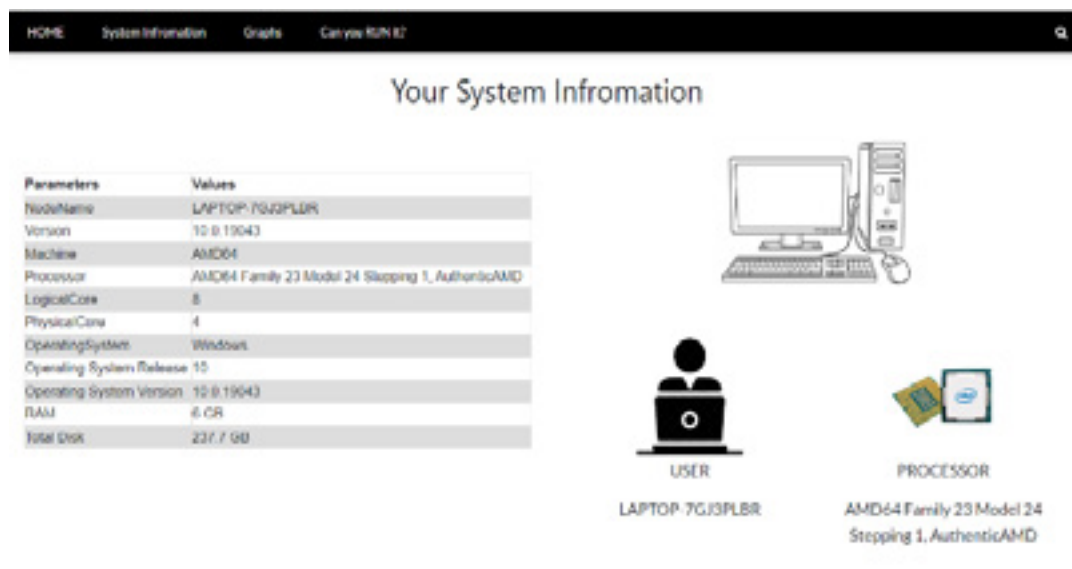 HOME System Infromation Graphs Can you RUN it?
Your System Infromation
Parameters Values
NodeName LAPTOP-7GJ3PLBR
Version 10.0.19043
Machine AMD64
Processor AMD64 Family 23 Model 24 Stepping 1, AuthenticAMD
LogicalCore 8
PhysicalCore 4
OperatingSystem Windows
Operating System Release 10
Operating System Version 10.0.19043
RAM 6 GB
Total Disk 237.7 GB
USER
LAPTOP-7GJ3PLBR
PROCESSOR
AMD64 Family 23 Model 24
Stepping 1, AuthenticAMD